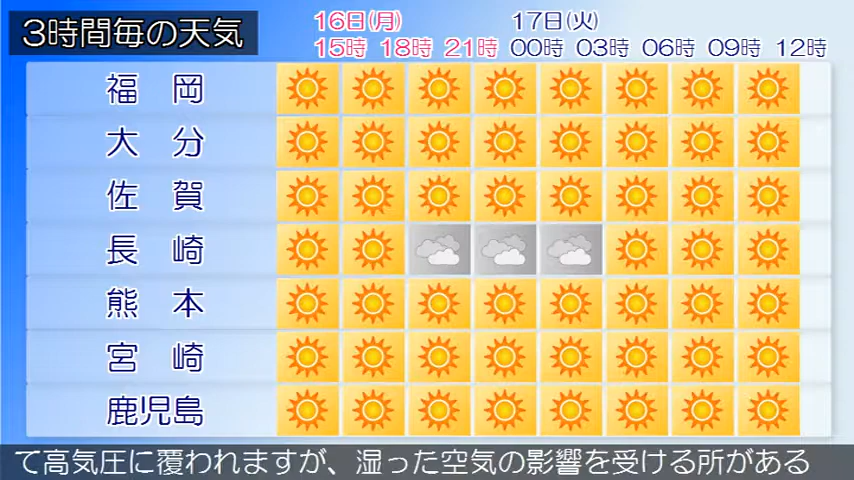 3時間毎の天気
16日(月) 17日(火)
15時 18時 21時 00時 03時 06時 09時 12時
福岡
大分
佐賀
長崎
熊本
宮崎
鹿児島
て高気圧に覆われますが、湿った空気の影響を受ける所がある